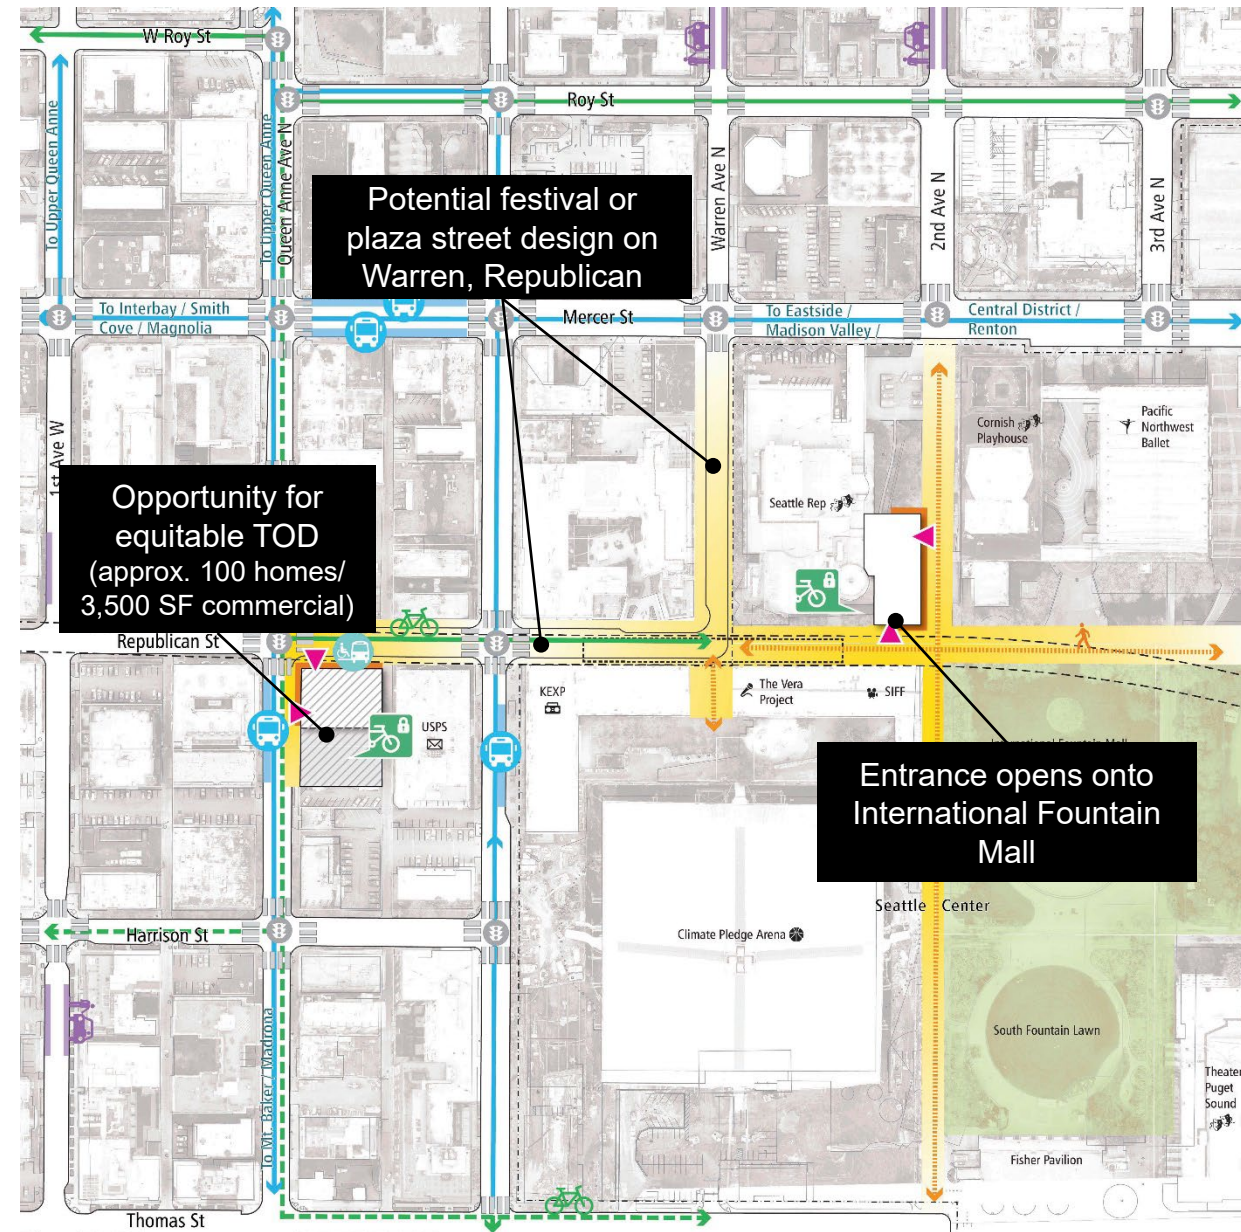 W Roy St
Roy St
To Upper Queen Anne
To Upper Queen Anne
Queen Anne Ave N
Warren Ave N
2nd Ave N
3rd Ave N
Potential festival or
plaza street design on
Warren, Republican
To Interbay / Smith
Cove / Magnolia
Mercer St
To Eastside /
Madison Valley /
Central District /
Renton
1st Ave W
Cornish
Playhouse
Pacific
Northwest
Ballet
Seattle Rep
Opportunity for
equitable TOD
(approx. 100 homes/
3,500 SF commercial)
Republican St
KEXP
The Vera
Project
SIFF
USPS
International Fountain Mall
Entrance opens onto
International Fountain
Mall
Seattle Center
Harrison St
Climate Pledge Arena
South Fountain Lawn
To Mt. Baker / Madrona
Theater
Puget
Sound
Fisher Pavilion
Thomas St